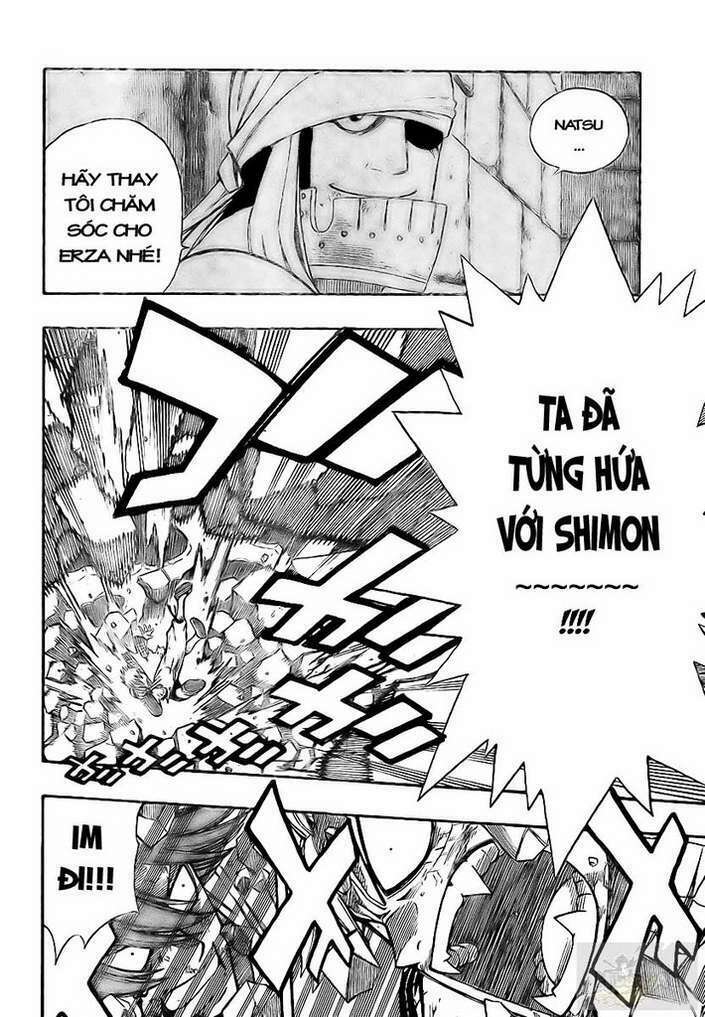 NATSU
...
HÃY THAY
TÔI CHĂM
SÓC CHO
ERZA NHÉ!
TA ĐÃ
TỪNG HỨA
VỚI SHIMON
~~~~~~~
!!!!
IM
ĐI!!!